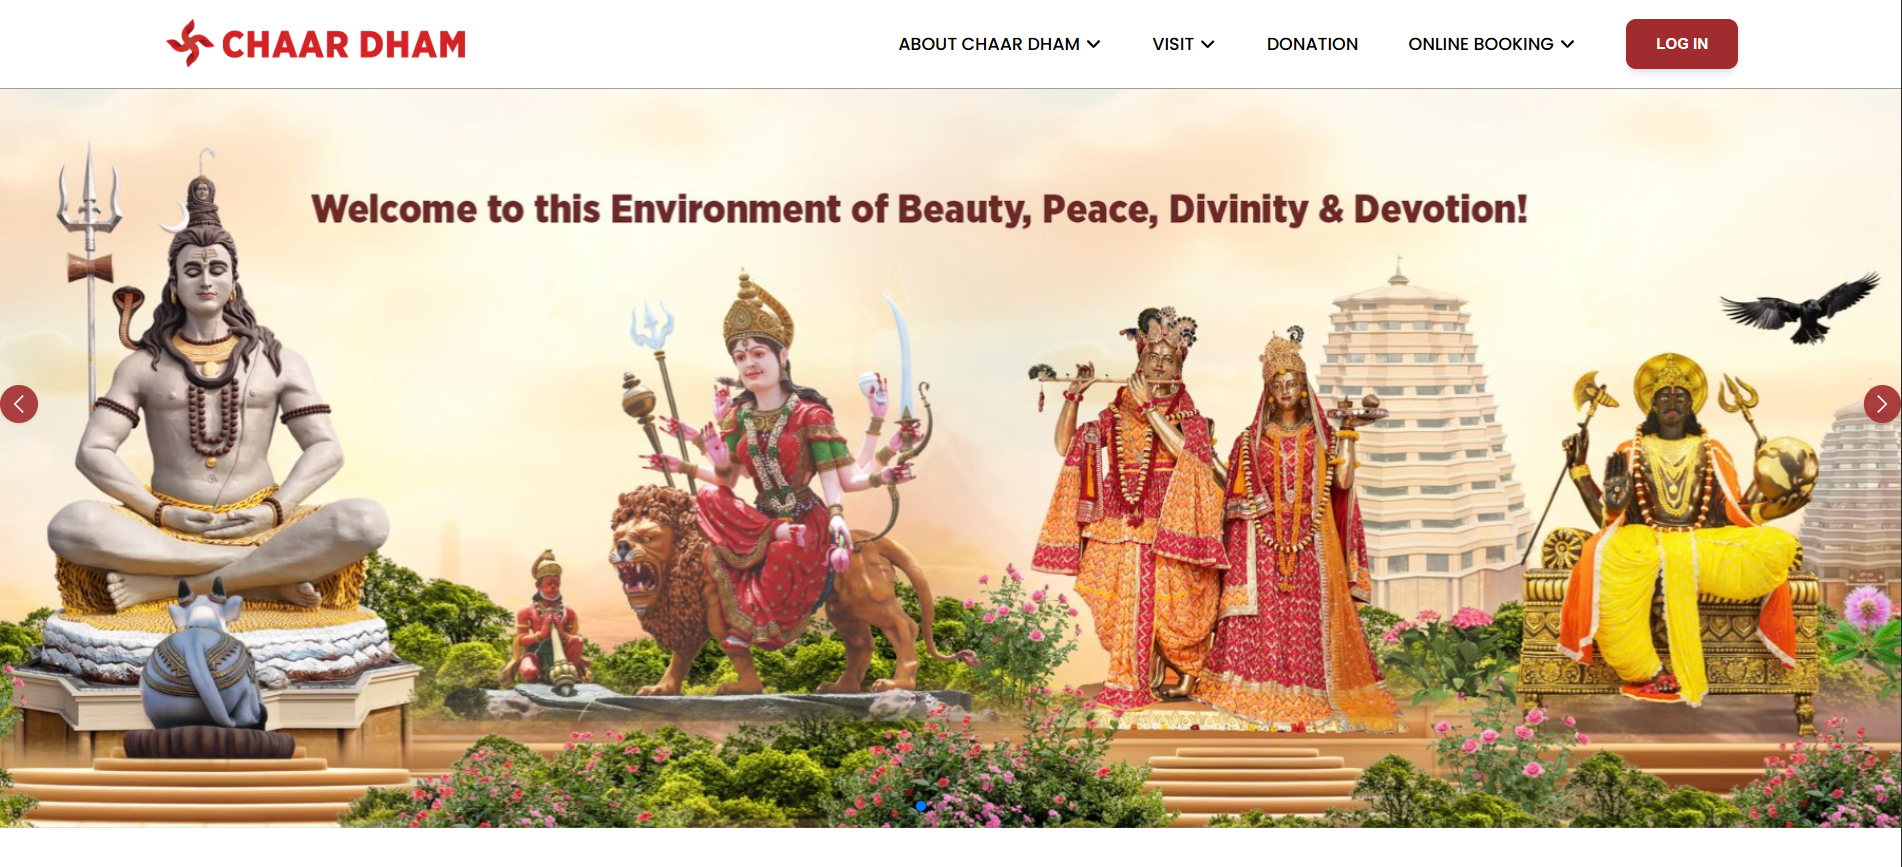 CHAAR DHAM
ABOUT CHAAR DHAM
VISIT
DONATION
ONLINE BOOKING
LOG IN
Welcome to this Environment of Beauty, Peace, Divinity & Devotion!